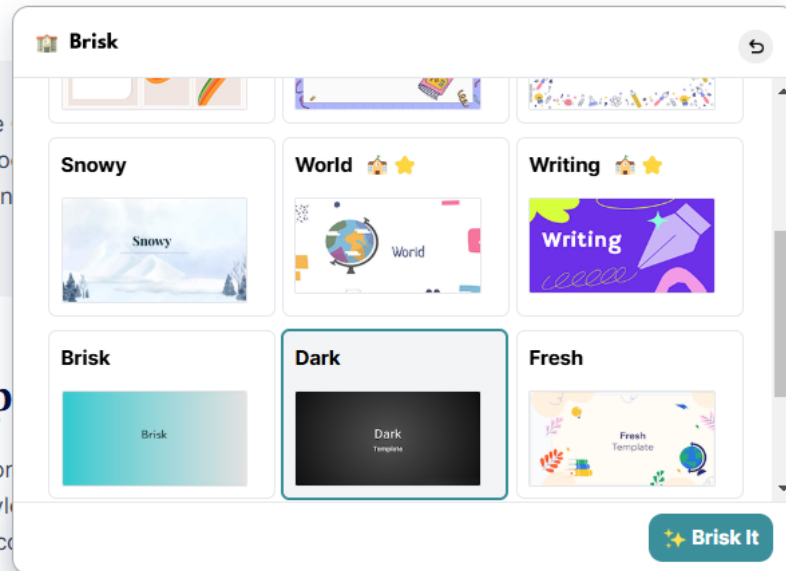 Brisk
Snowy
World
Writing
Snowy
World
Writing
Brisk
Dark
Fresh
Brisk
Dark
Template
Fresh
Template
Brisk It